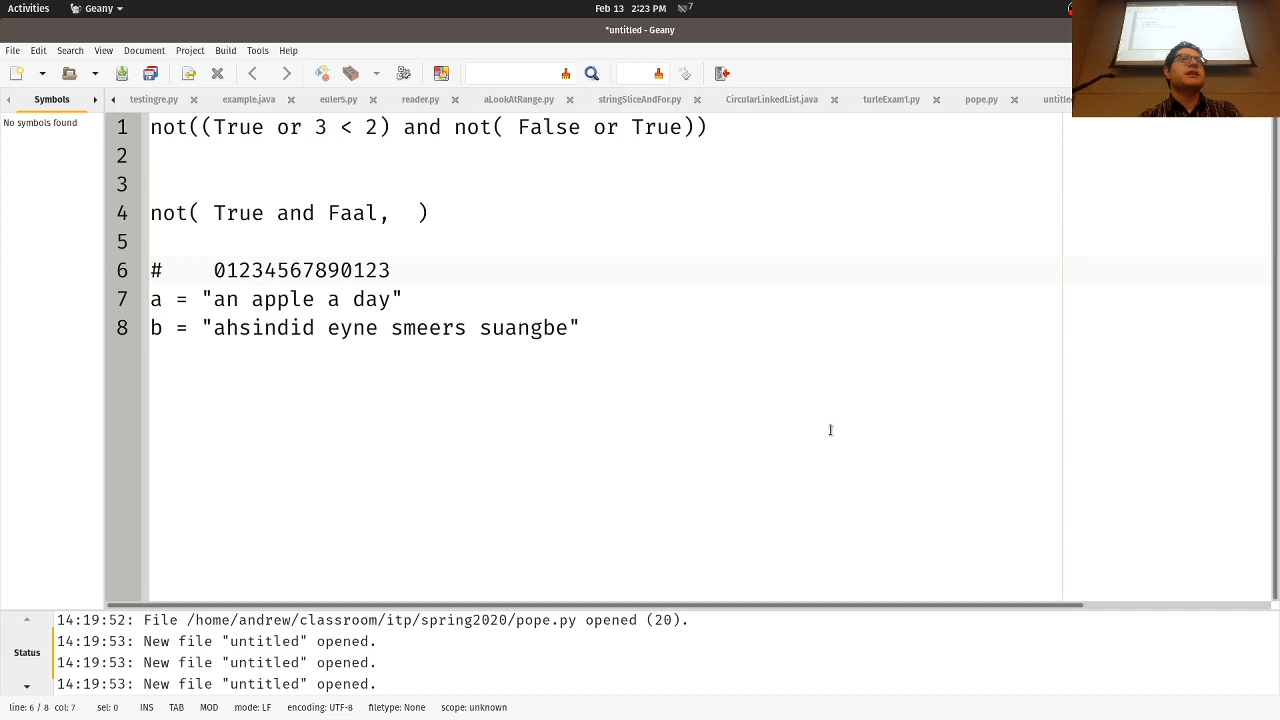 Activities Geany Feb 13 2:23 PM
*untitled - Geany
File Edit Search View Document Project Build Tools Help
Symbols testingre.py example.java euler5.py reader.py aLookAtRange.py stringSliceAndFor.py CircularLinkedList.java turleExam1.py pope.py untitled
No symbols found
1 not((True or 3 < 2) and not( False or True))
2
3
4 not( True and Faal,  )
5
6 #    01234567890123
7 a = "an apple a day"
8 b = "ahsindid eyne smeers suangbe"
14:19:52: File /home/andrew/classroom/itp/spring2020/pope.py opened (20).
14:19:53: New file "untitled" opened.
Status
14:19:53: New file "untitled" opened.
14:19:53: New file "untitled" opened.
line: 6 / 8 col: 7 sel: 0 INS TAB MOD mode: LF encoding: UTF-8 filetype: None scope: unknown